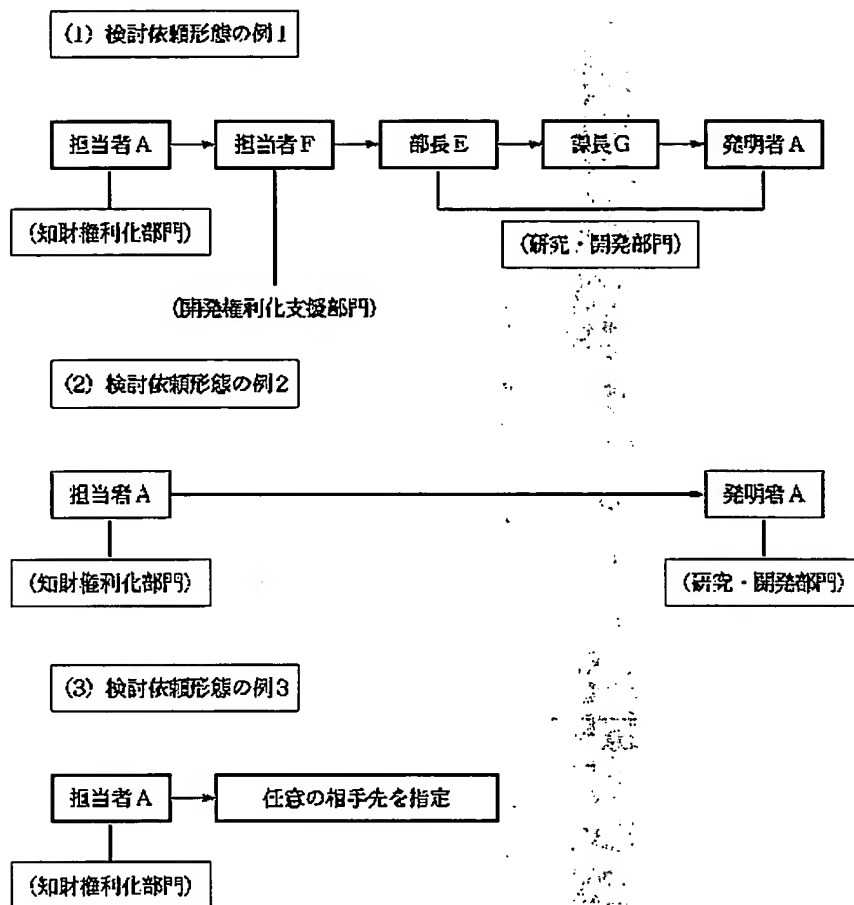 (1) 検討依頼形態の例1
担当者A
担当者F
部長E
課長G
発明者A
(知財権利化部門)
(研究・開発部門)
(開発権利化支援部門)
(2) 検討依頼形態の例2
担当者A
発明者A
(知財権利化部門)
(研究・開発部門)
(3) 検討依頼形態の例3
担当者A
任意の相手先を指定
(知財権利化部門)